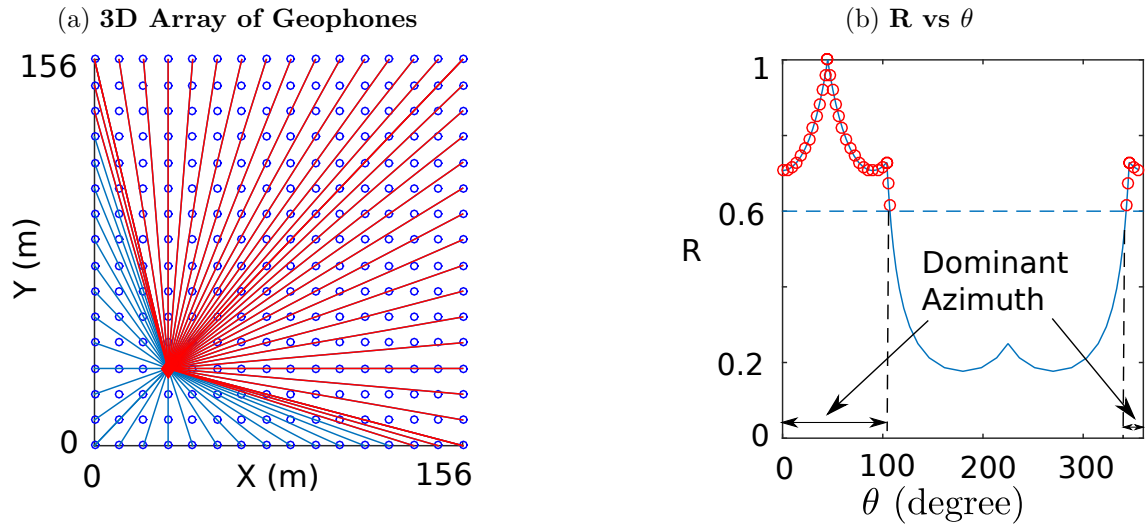 (a) 3D Array of Geophones
156
Y (m)
0
0
X (m)
156
(b) R vs θ
1
0.6
R
0.2
0
Dominant
Azimuth
0
100
200
300
θ (degree)